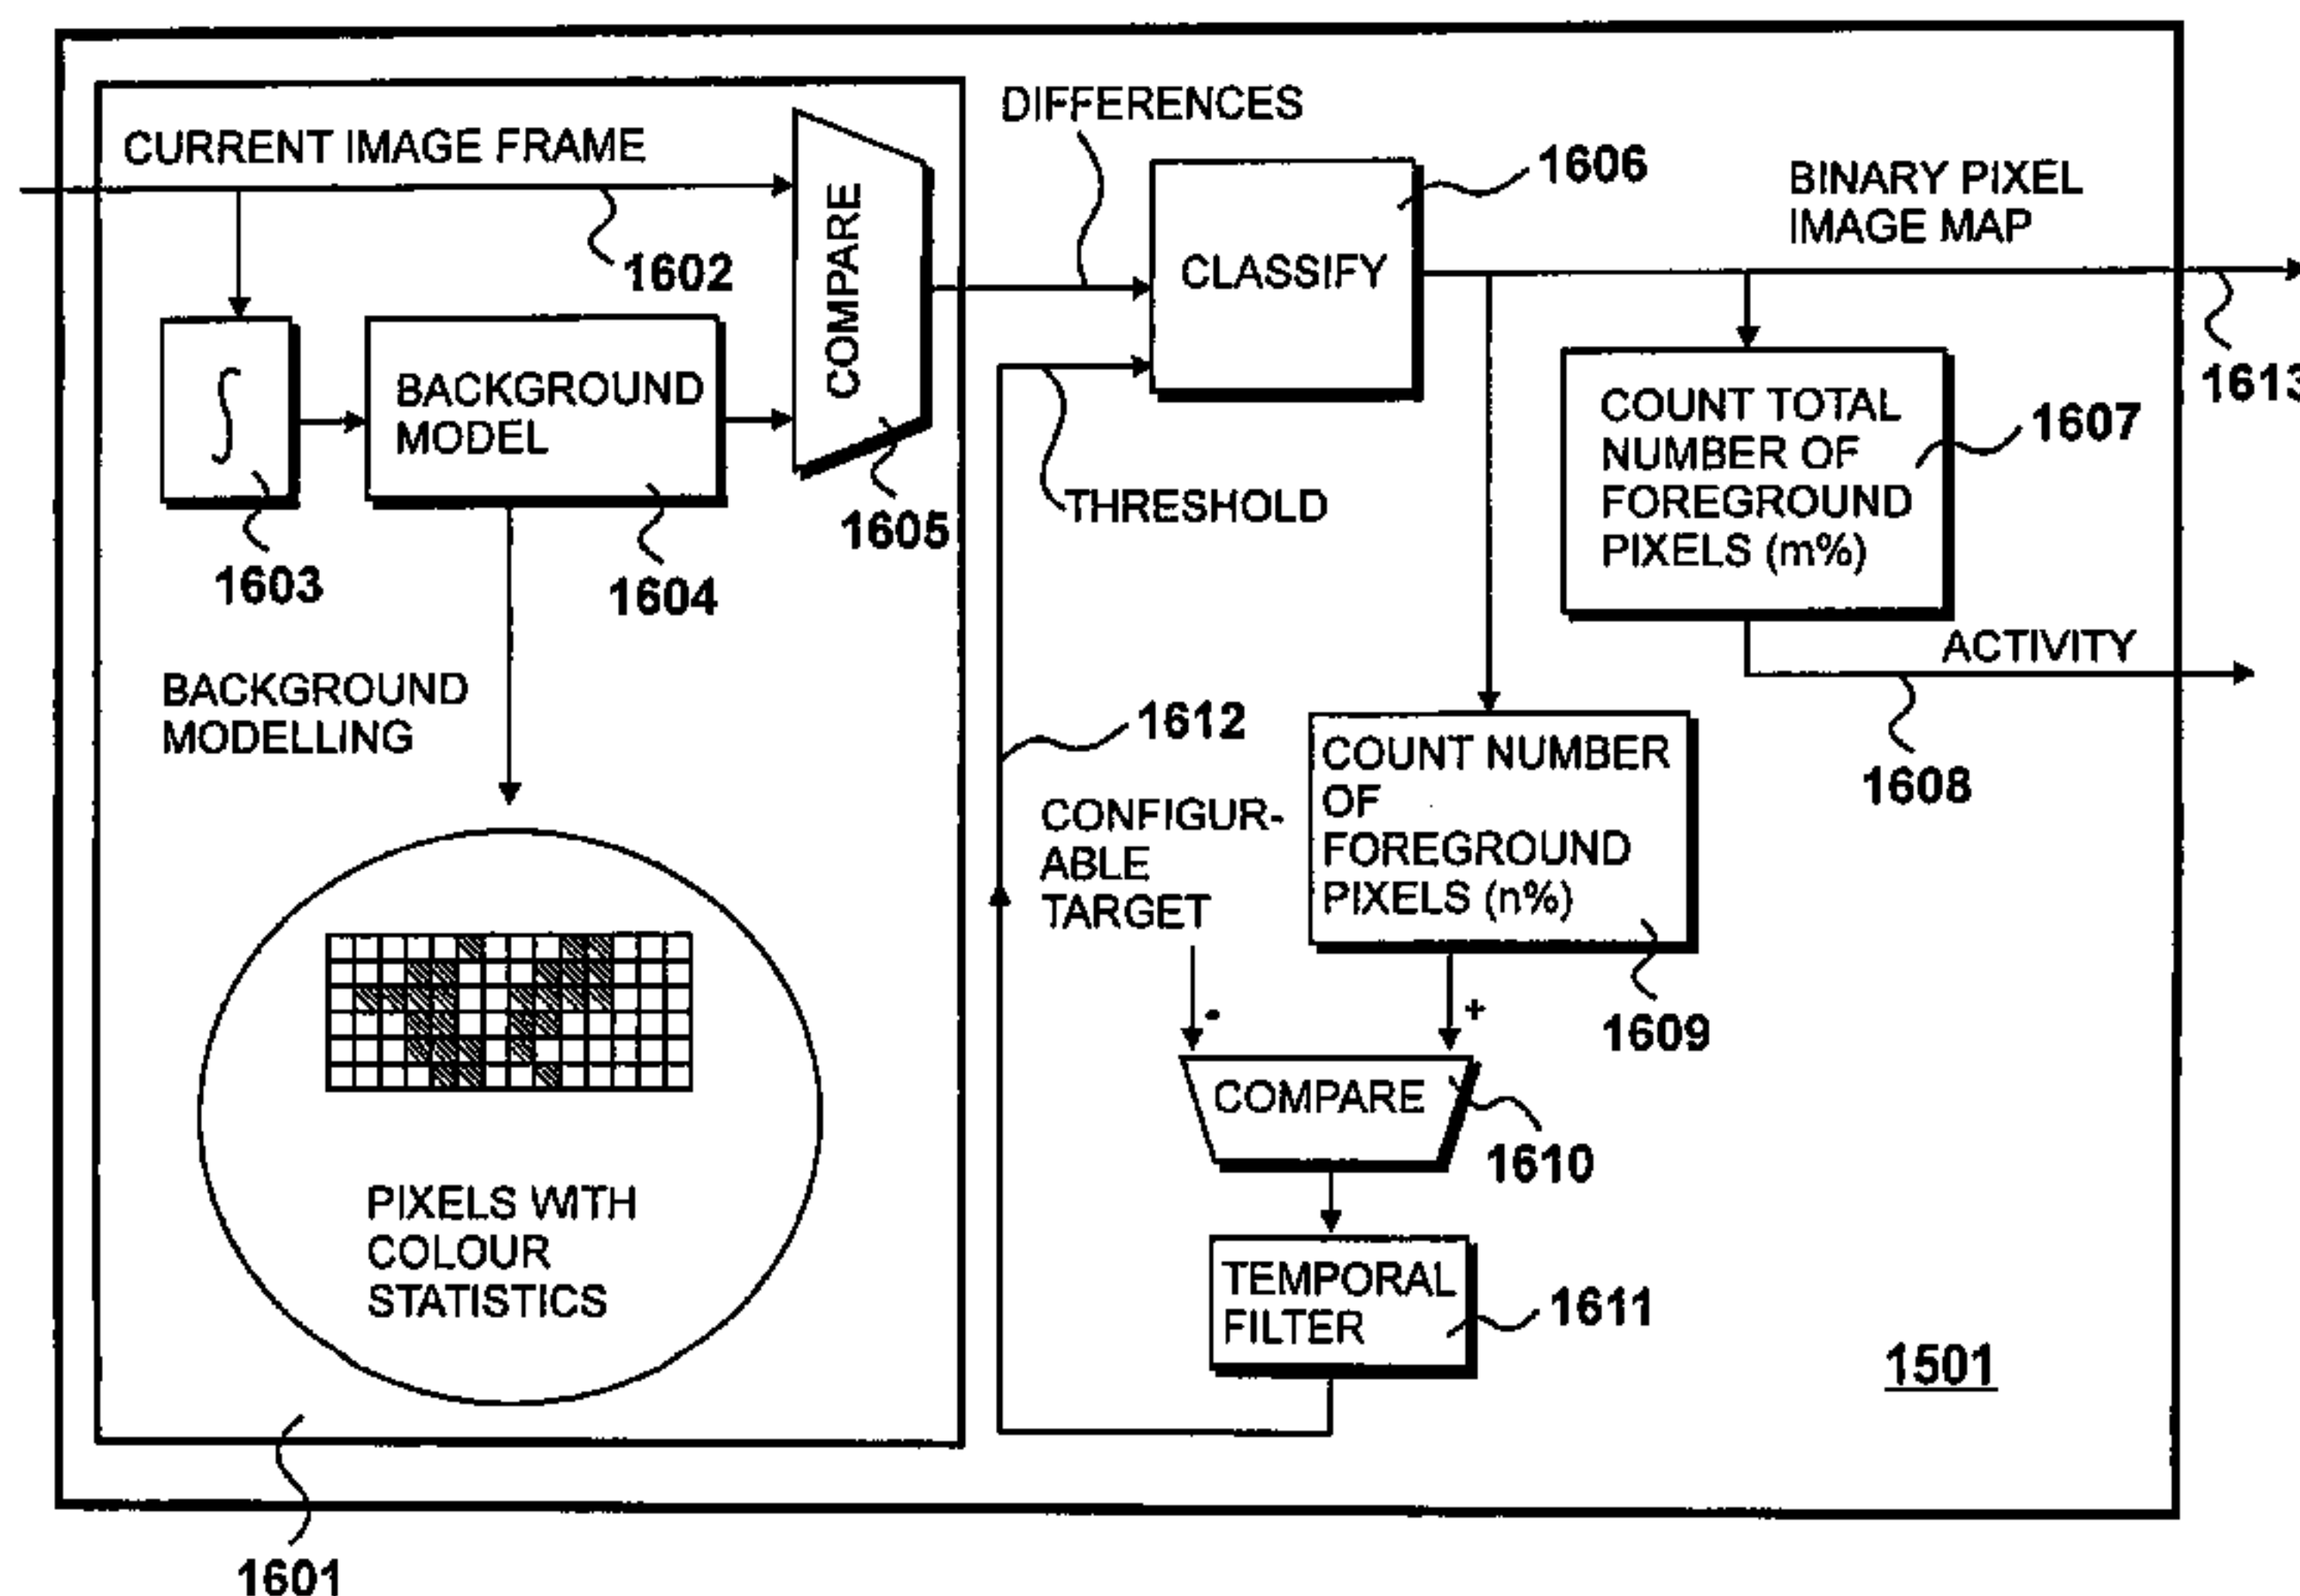 CURRENT IMAGE FRAME
1602
COMPARE
1605
∫
1603
BACKGROUND
MODEL
1604
BACKGROUND
MODELLING
PIXELS WITH
COLOUR
STATISTICS
1601
DIFFERENCES
CLASSIFY
1606
THRESHOLD
BINARY PIXEL
IMAGE MAP
1613
COUNT TOTAL
NUMBER OF
FOREGROUND
PIXELS (m%)
1607
ACTIVITY
1608
1612
CONFIGUR-
ABLE
TARGET
COUNT NUMBER
OF
FOREGROUND
PIXELS (n%)
1609
-
+
COMPARE
1610
TEMPORAL
FILTER
1611
1501